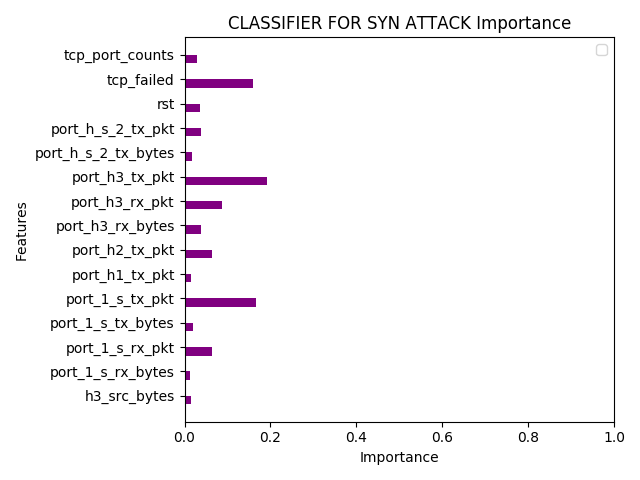 CLASSIFIER FOR SYN ATTACK Importance
tcp_port_counts
tcp_failed
rst
port_h_s_2_tx_pkt
port_h_s_2_tx_bytes
port_h3_tx_pkt
port_h3_rx_pkt
port_h3_rx_bytes
port_h2_tx_pkt
port_h1_tx_pkt
port_1_s_tx_pkt
port_1_s_tx_bytes
port_1_s_rx_pkt
port_1_s_rx_bytes
h3_src_bytes
Features
0.0 0.2 0.4 0.6 0.8 1.0
Importance